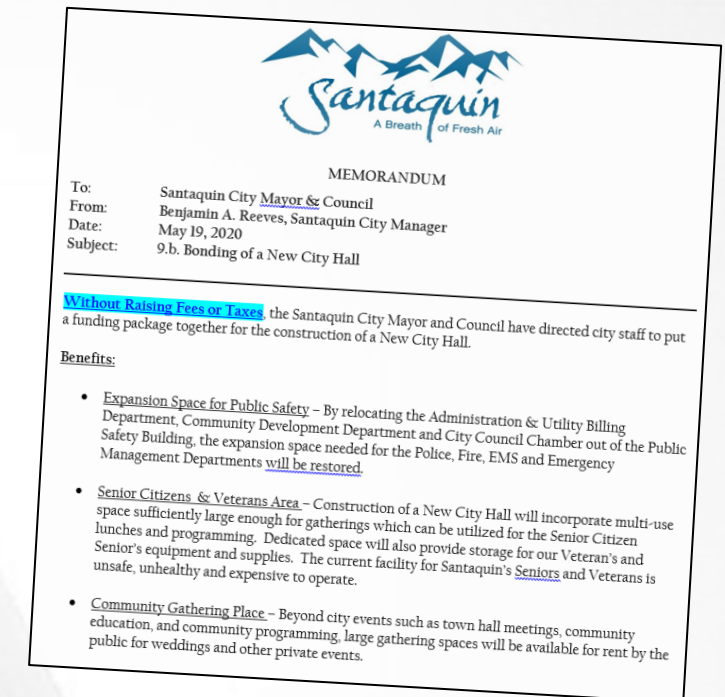 Santaquin
A Breath of Fresh Air
MEMORANDUM
To: Santaquin City Mayor & Council
From: Benjamin A. Reeves, Santaquin City Manager
Date: May 19, 2020
Subject: 9.b. Bonding of a New City Hall
Without Raising Fees or Taxes, the Santaquin City Mayor and Council have directed city staff to put
a funding package together for the construction of a New City Hall.
Benefits:
• Expansion Space for Public Safety – By relocating the Administration & Utility Billing
Department, Community Development Department and City Council Chamber out of the Public
Safety Building, the expansion space needed for the Police, Fire, EMS and Emergency
Management Departments will be restored.
• Senior Citizens & Veterans Area – Construction of a New City Hall will incorporate multi-use
space sufficiently large enough for gatherings which can be utilized for the Senior Citizen
lunches and programming. Dedicated space will also provide storage for our Veteran's and
Senior's equipment and supplies. The current facility for Santaquin's Seniors and Veterans is
unsafe, unhealthy and expensive to operate.
• Community Gathering Place – Beyond city events such as town hall meetings, community
education, and community programming, large gathering spaces will be available for rent by the
public for weddings and other private events.